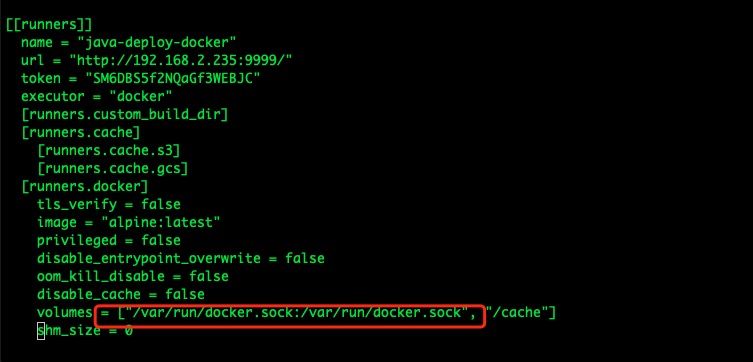 [[runners]]
name = "java-deploy-docker"
url = "http://192.168.2.235:9999/"
token = "SM6DBS5f2NQaGf3WEBJC"
executor = "docker"
[runners.custom_build_dir]
[runners.cache]
[runners.cache.s3]
[runners.cache.gcs]
[runners.docker]
tls_verify = false
image = "alpine:latest"
privileged = false
disable_entrypoint_overwrite = false
oom_kill_disable = false
disable_cache = false
volumes = ["/var/run/docker.sock:/var/run/docker.sock", "/cache"]
shm_size = 0